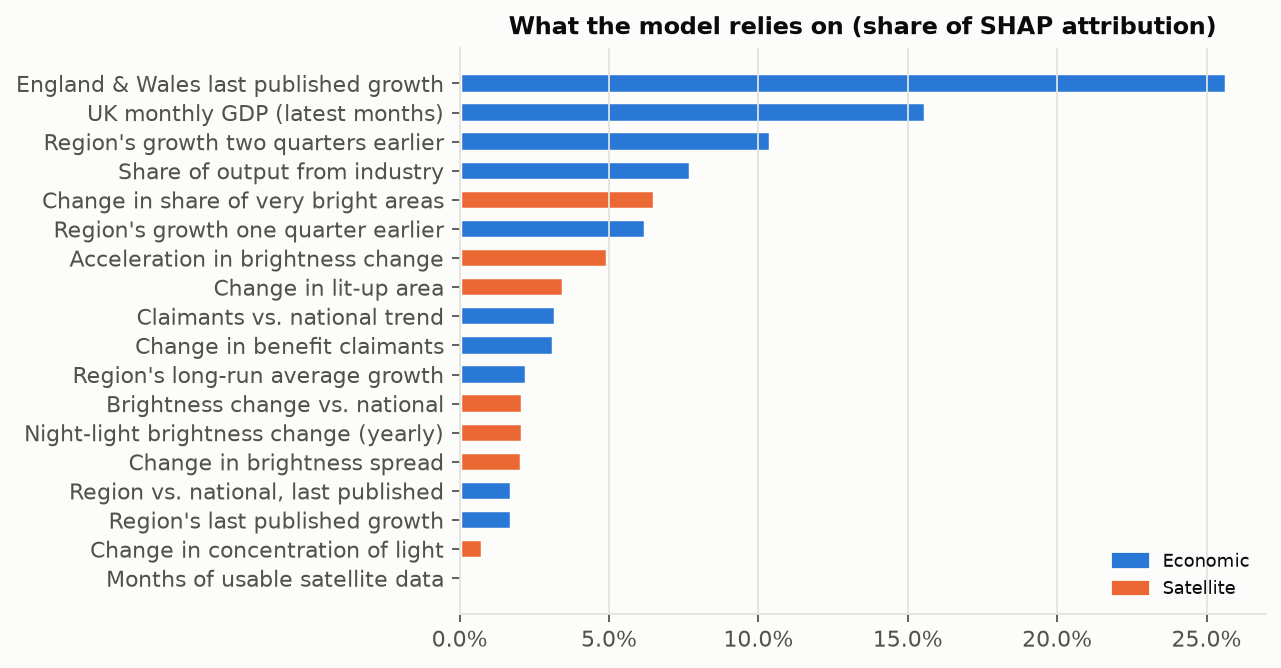 What the model relies on (share of SHAP attribution)
England & Wales last published growth
UK monthly GDP (latest months)
Region's growth two quarters earlier
Share of output from industry
Change in share of very bright areas
Region's growth one quarter earlier
Acceleration in brightness change
Change in lit-up area
Claimants vs. national trend
Change in benefit claimants
Region's long-run average growth
Brightness change vs. national
Night-light brightness change (yearly)
Change in brightness spread
Region vs. national, last published
Region's last published growth
Change in concentration of light
Months of usable satellite data
Economic
Satellite
0.0% 5.0% 10.0% 15.0% 20.0% 25.0%